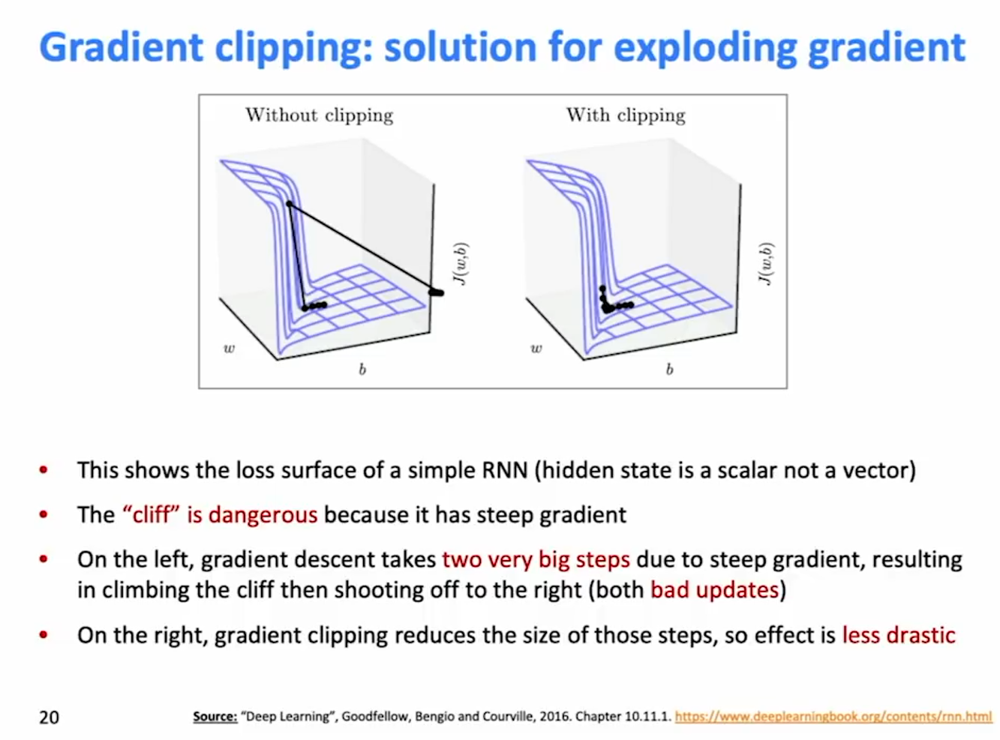 Gradient clipping: solution for exploding gradient
Without clipping
With clipping
J(w,b)
J(w,b)
w
b
w
b
• This shows the loss surface of a simple RNN (hidden state is a scalar not a vector)
• The “cliff” is dangerous because it has steep gradient
• On the left, gradient descent takes two very big steps due to steep gradient, resulting
in climbing the cliff then shooting off to the right (both bad updates)
• On the right, gradient clipping reduces the size of those steps, so effect is less drastic
20
Source: “Deep Learning”, Goodfellow, Bengio and Courville, 2016. Chapter 10.11.1. https://www.deeplearningbook.org/contents/rnn.html